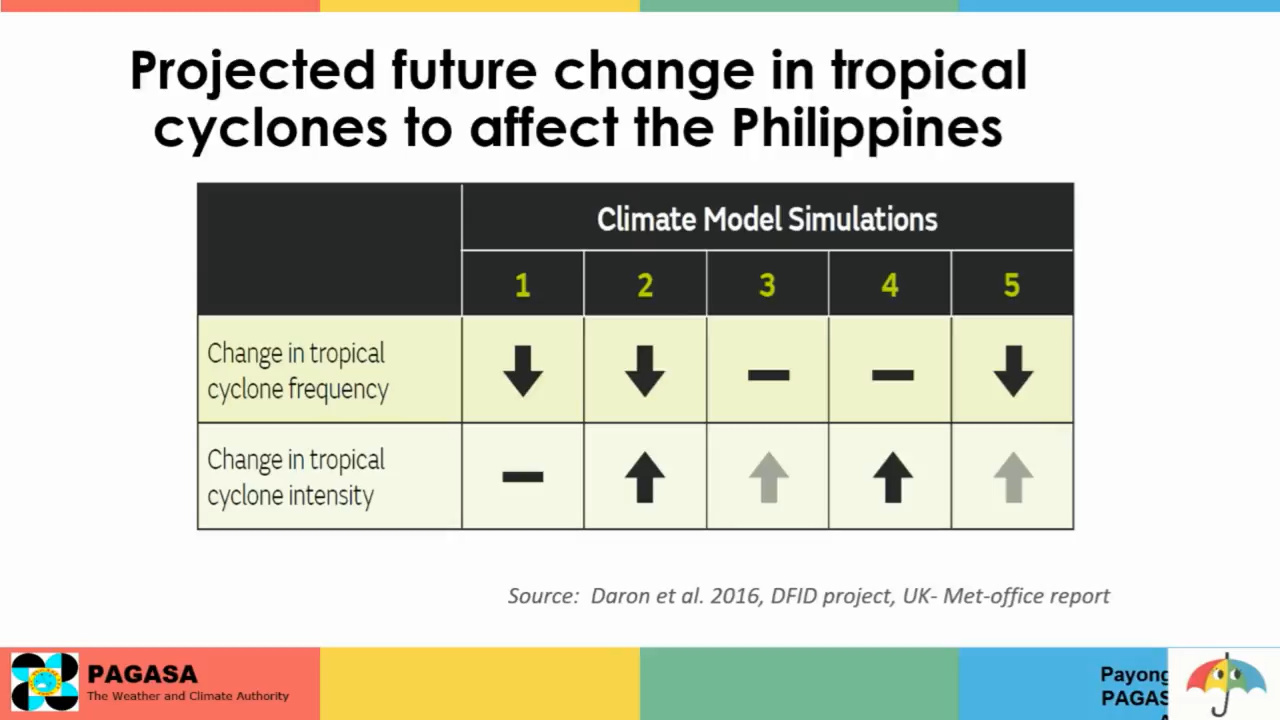 Projected future change in tropical
cyclones to affect the Philippines
Climate Model Simulations
1 2 3 4 5
Change in tropical
cyclone frequency
Change in tropical
cyclone intensity
Source: Daron et al. 2016, DFID project, UK- Met-office report
PAGASA
The Weather and Climate Authority
Payong
PAGAS